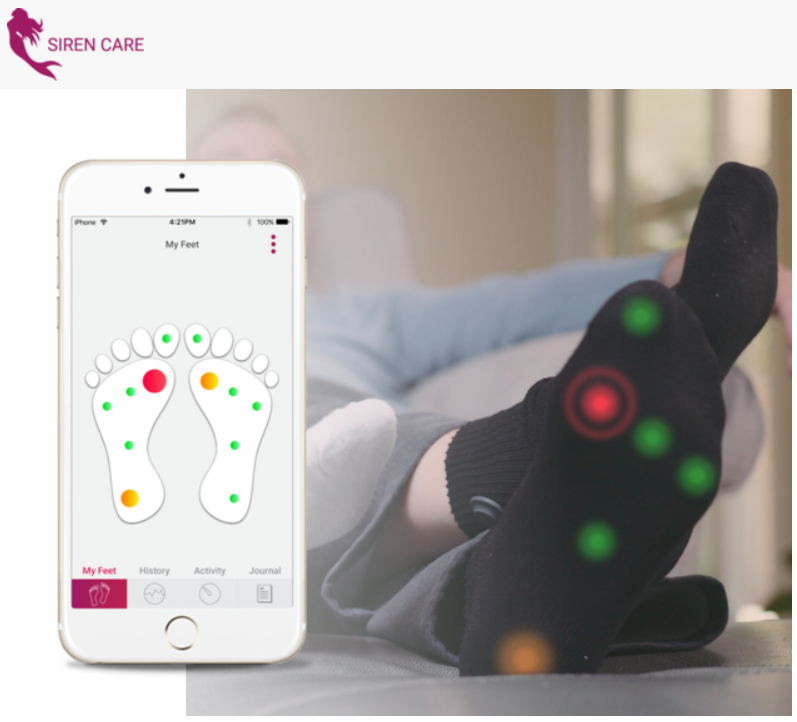 SIREN CARE
iPhone 4:21PM 100%
My Feet
My Feet History Activity Journal